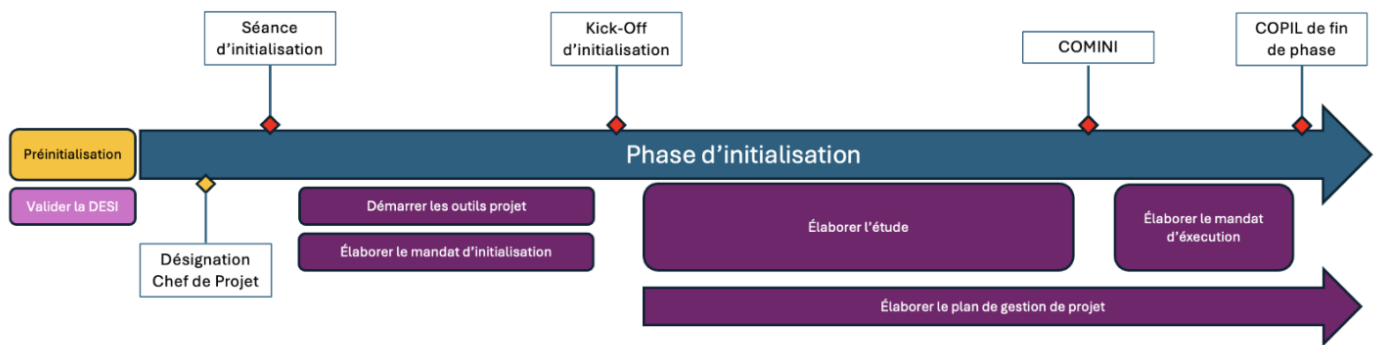 Séance
d'initialisation
Kick-Off
d'initialisation
COMINI
COPIL de fin
de phase
Préinitialisation
Phase d'initialisation
Valider la DESI
Désignation
Chef de Projet
Démarrer les outils projet
Élaborer le mandat d'initialisation
Élaborer l'étude
Élaborer le mandat
d'éxecution
Élaborer le plan de gestion de projet